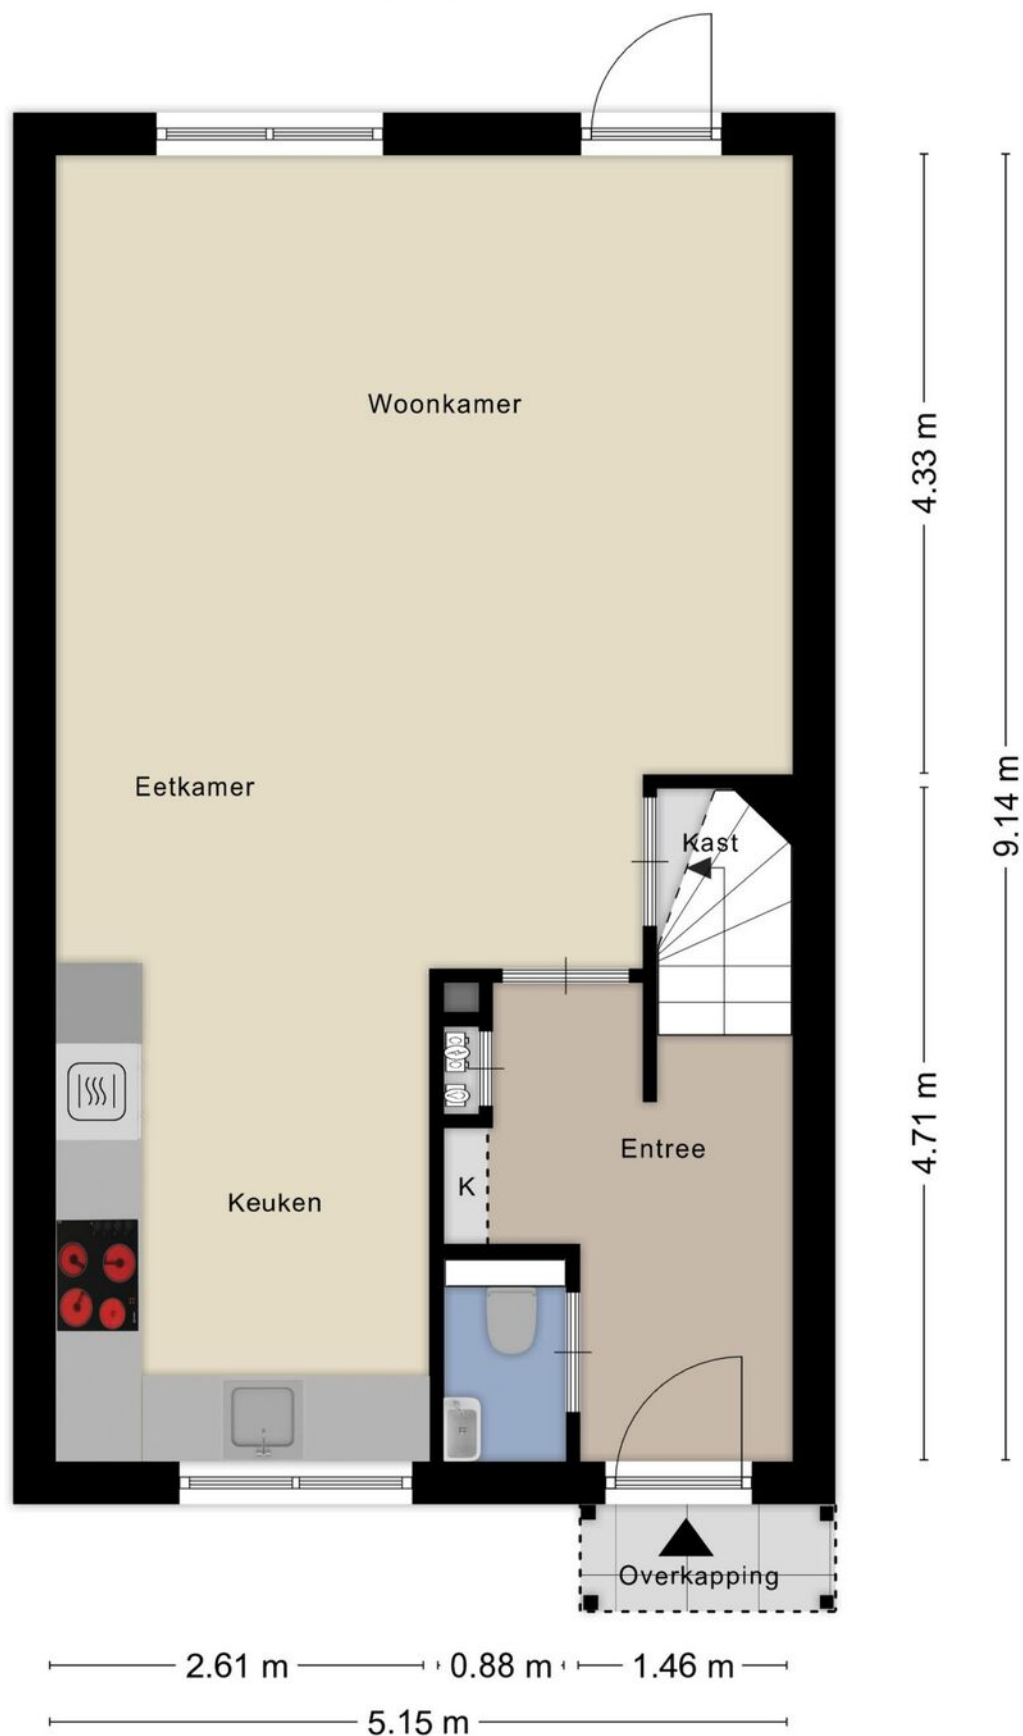 Woonkamer
4.33 m
Eetkamer
9.14 m
Kast
4.71 m
Entree
K
Keuken
Overkapping
2.61 m
0.88 m
1.46 m
5.15 m